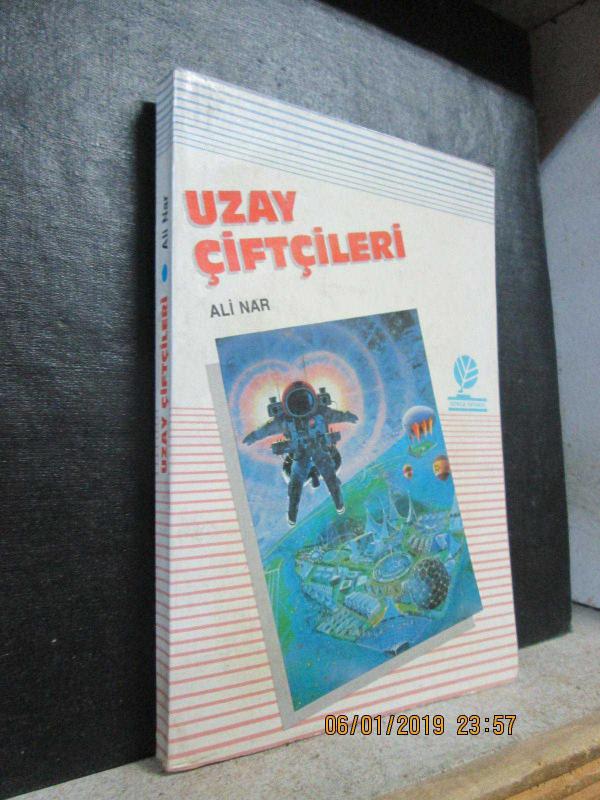 UZAY
ÇİFTÇİLERİ
ALİ NAR
UZAY ÇİFTÇİLERİ • Ali Nar
06/01/2019 23:57